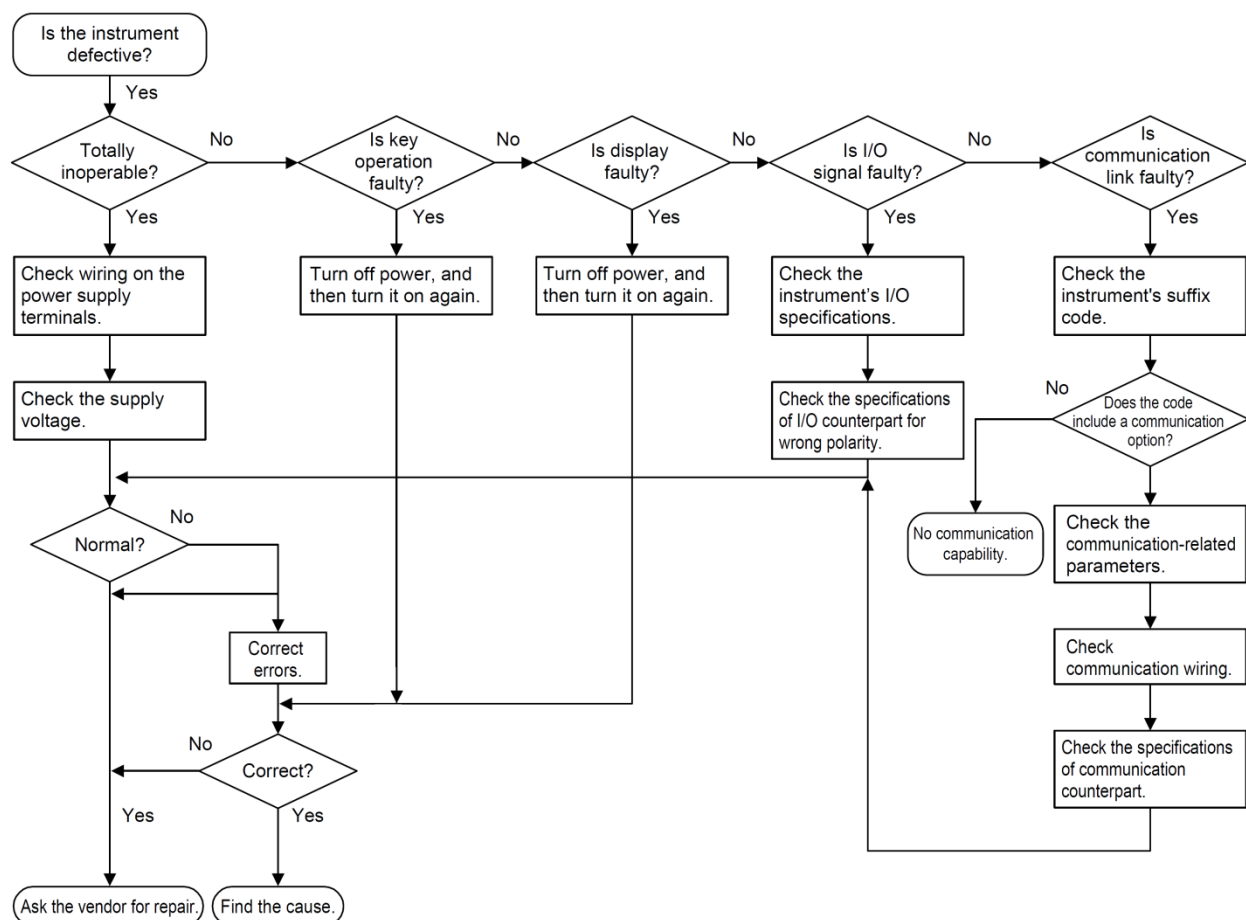 Is the instrument
defective?
Yes
Totally
inoperable?
No
Is key
operation
faulty?
No
Is display
faulty?
No
Is I/O
signal faulty?
No
Is
communication
link faulty?
Yes
Yes
Yes
Yes
Yes
Check wiring on the
power supply
terminals.
Turn off power, and
then turn it on again.
Turn off power, and
then turn it on again.
Check the
instrument’s I/O
specifications.
Check the
instrument's suffix
code.
Check the supply
voltage.
Check the specifications
of I/O counterpart for
wrong polarity.
No
Does the code
include a communication
option?
Yes
Normal?
No
No communication
capability.
Check the
communication-related
parameters.
Correct
errors.
Check
communication wiring.
No
Correct?
Check the specifications
of communication
counterpart.
Yes
Yes
Ask the vendor for repair.
Find the cause.